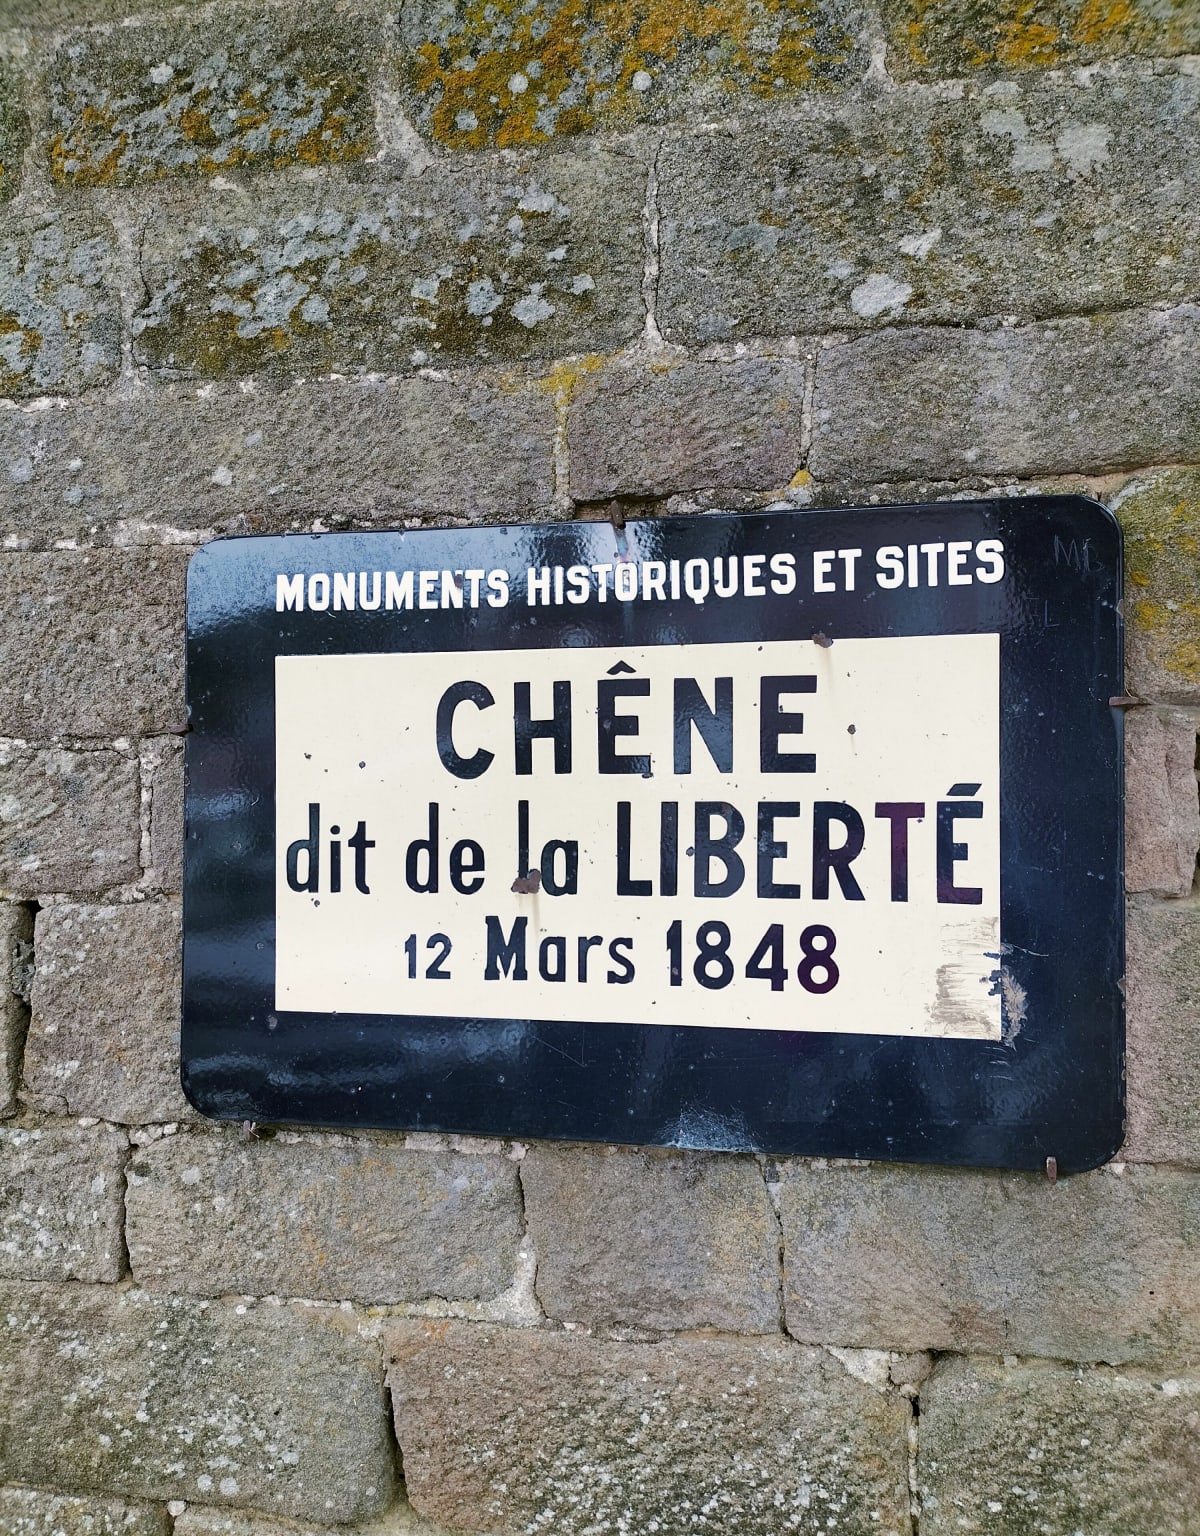 MONUMENTS HISTORIQUES ET SITES
CHÊNE
dit de la LIBERTÉ
12 Mars 1848